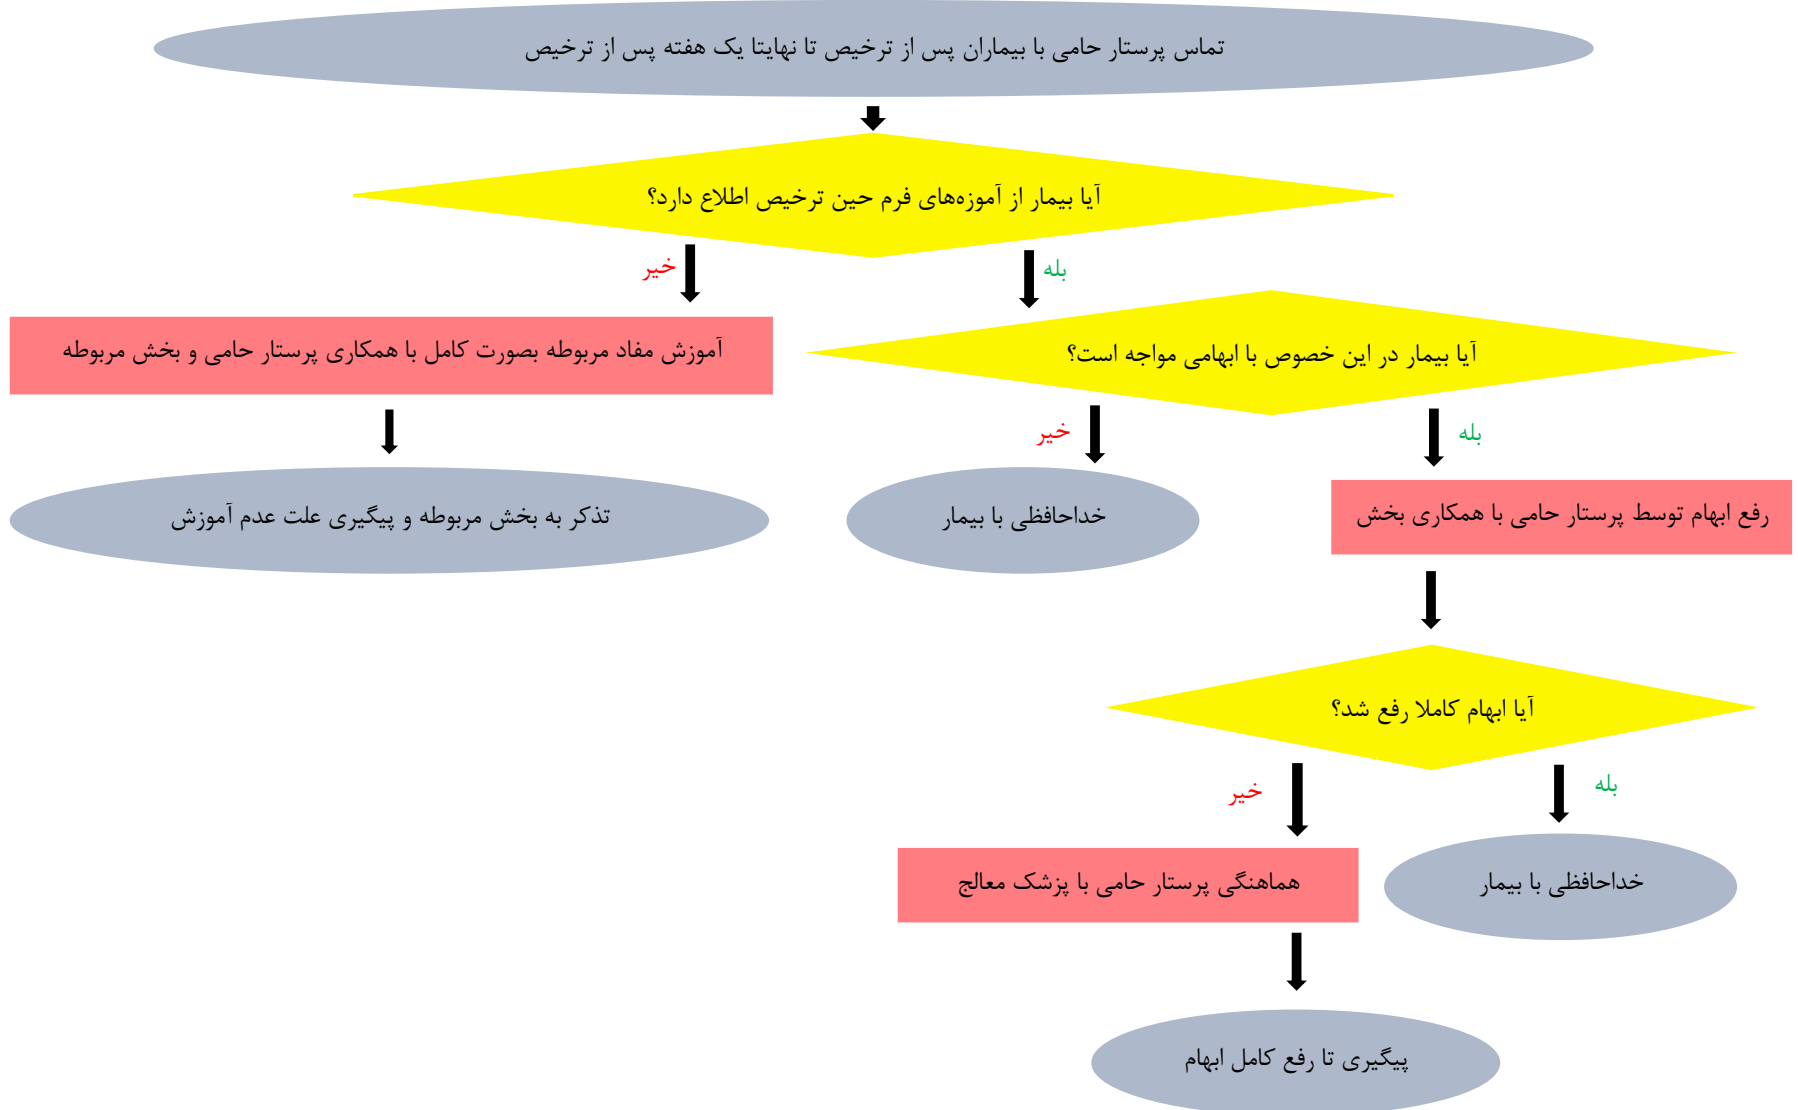 تماس پرستار حامی با بیماران پس از ترخیص تا نهایتا یک هفته پس از ترخیص
آیا بیمار از آموزه‌های فرم حین ترخیص اطلاع دارد؟
بله
خیر
آیا بیمار در این خصوص با ابهامی مواجه است؟
آموزش مفاد مربوطه بصورت کامل با همکاری پرستار حامی و بخش مربوطه
بله
خیر
رفع ابهام توسط پرستار حامی با همکاری بخش
خداحافظی با بیمار
تذکر به بخش مربوطه و پیگیری علت عدم آموزش
آیا ابهام کاملا رفع شد؟
بله
خیر
خداحافظی با بیمار
هماهنگی پرستار حامی با پزشک معالج
پیگیری تا رفع کامل ابهام